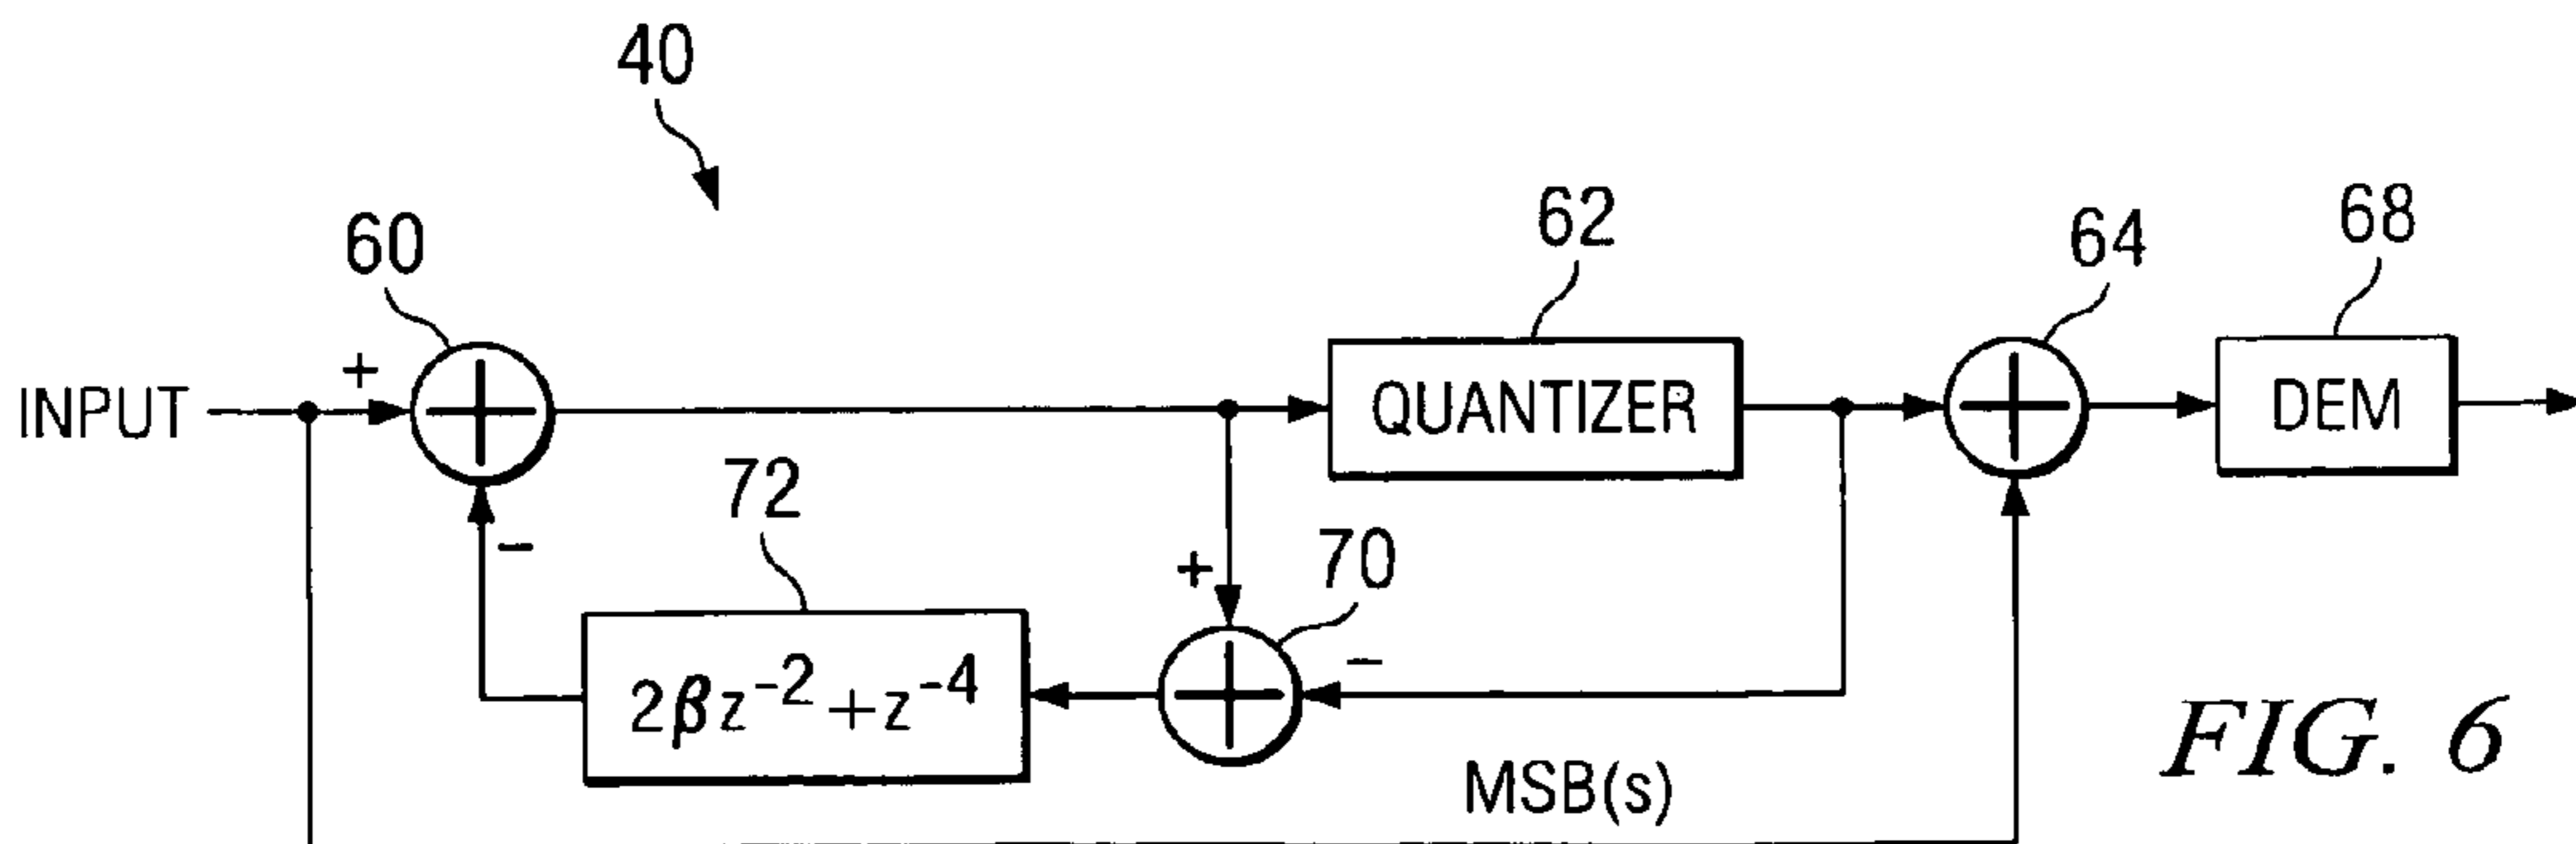 40
60
62
64
68
INPUT
+
QUANTIZER
DEM
−
72
+
70
−
2βz⁻²+z⁻⁴
MSB(s)
FIG. 6